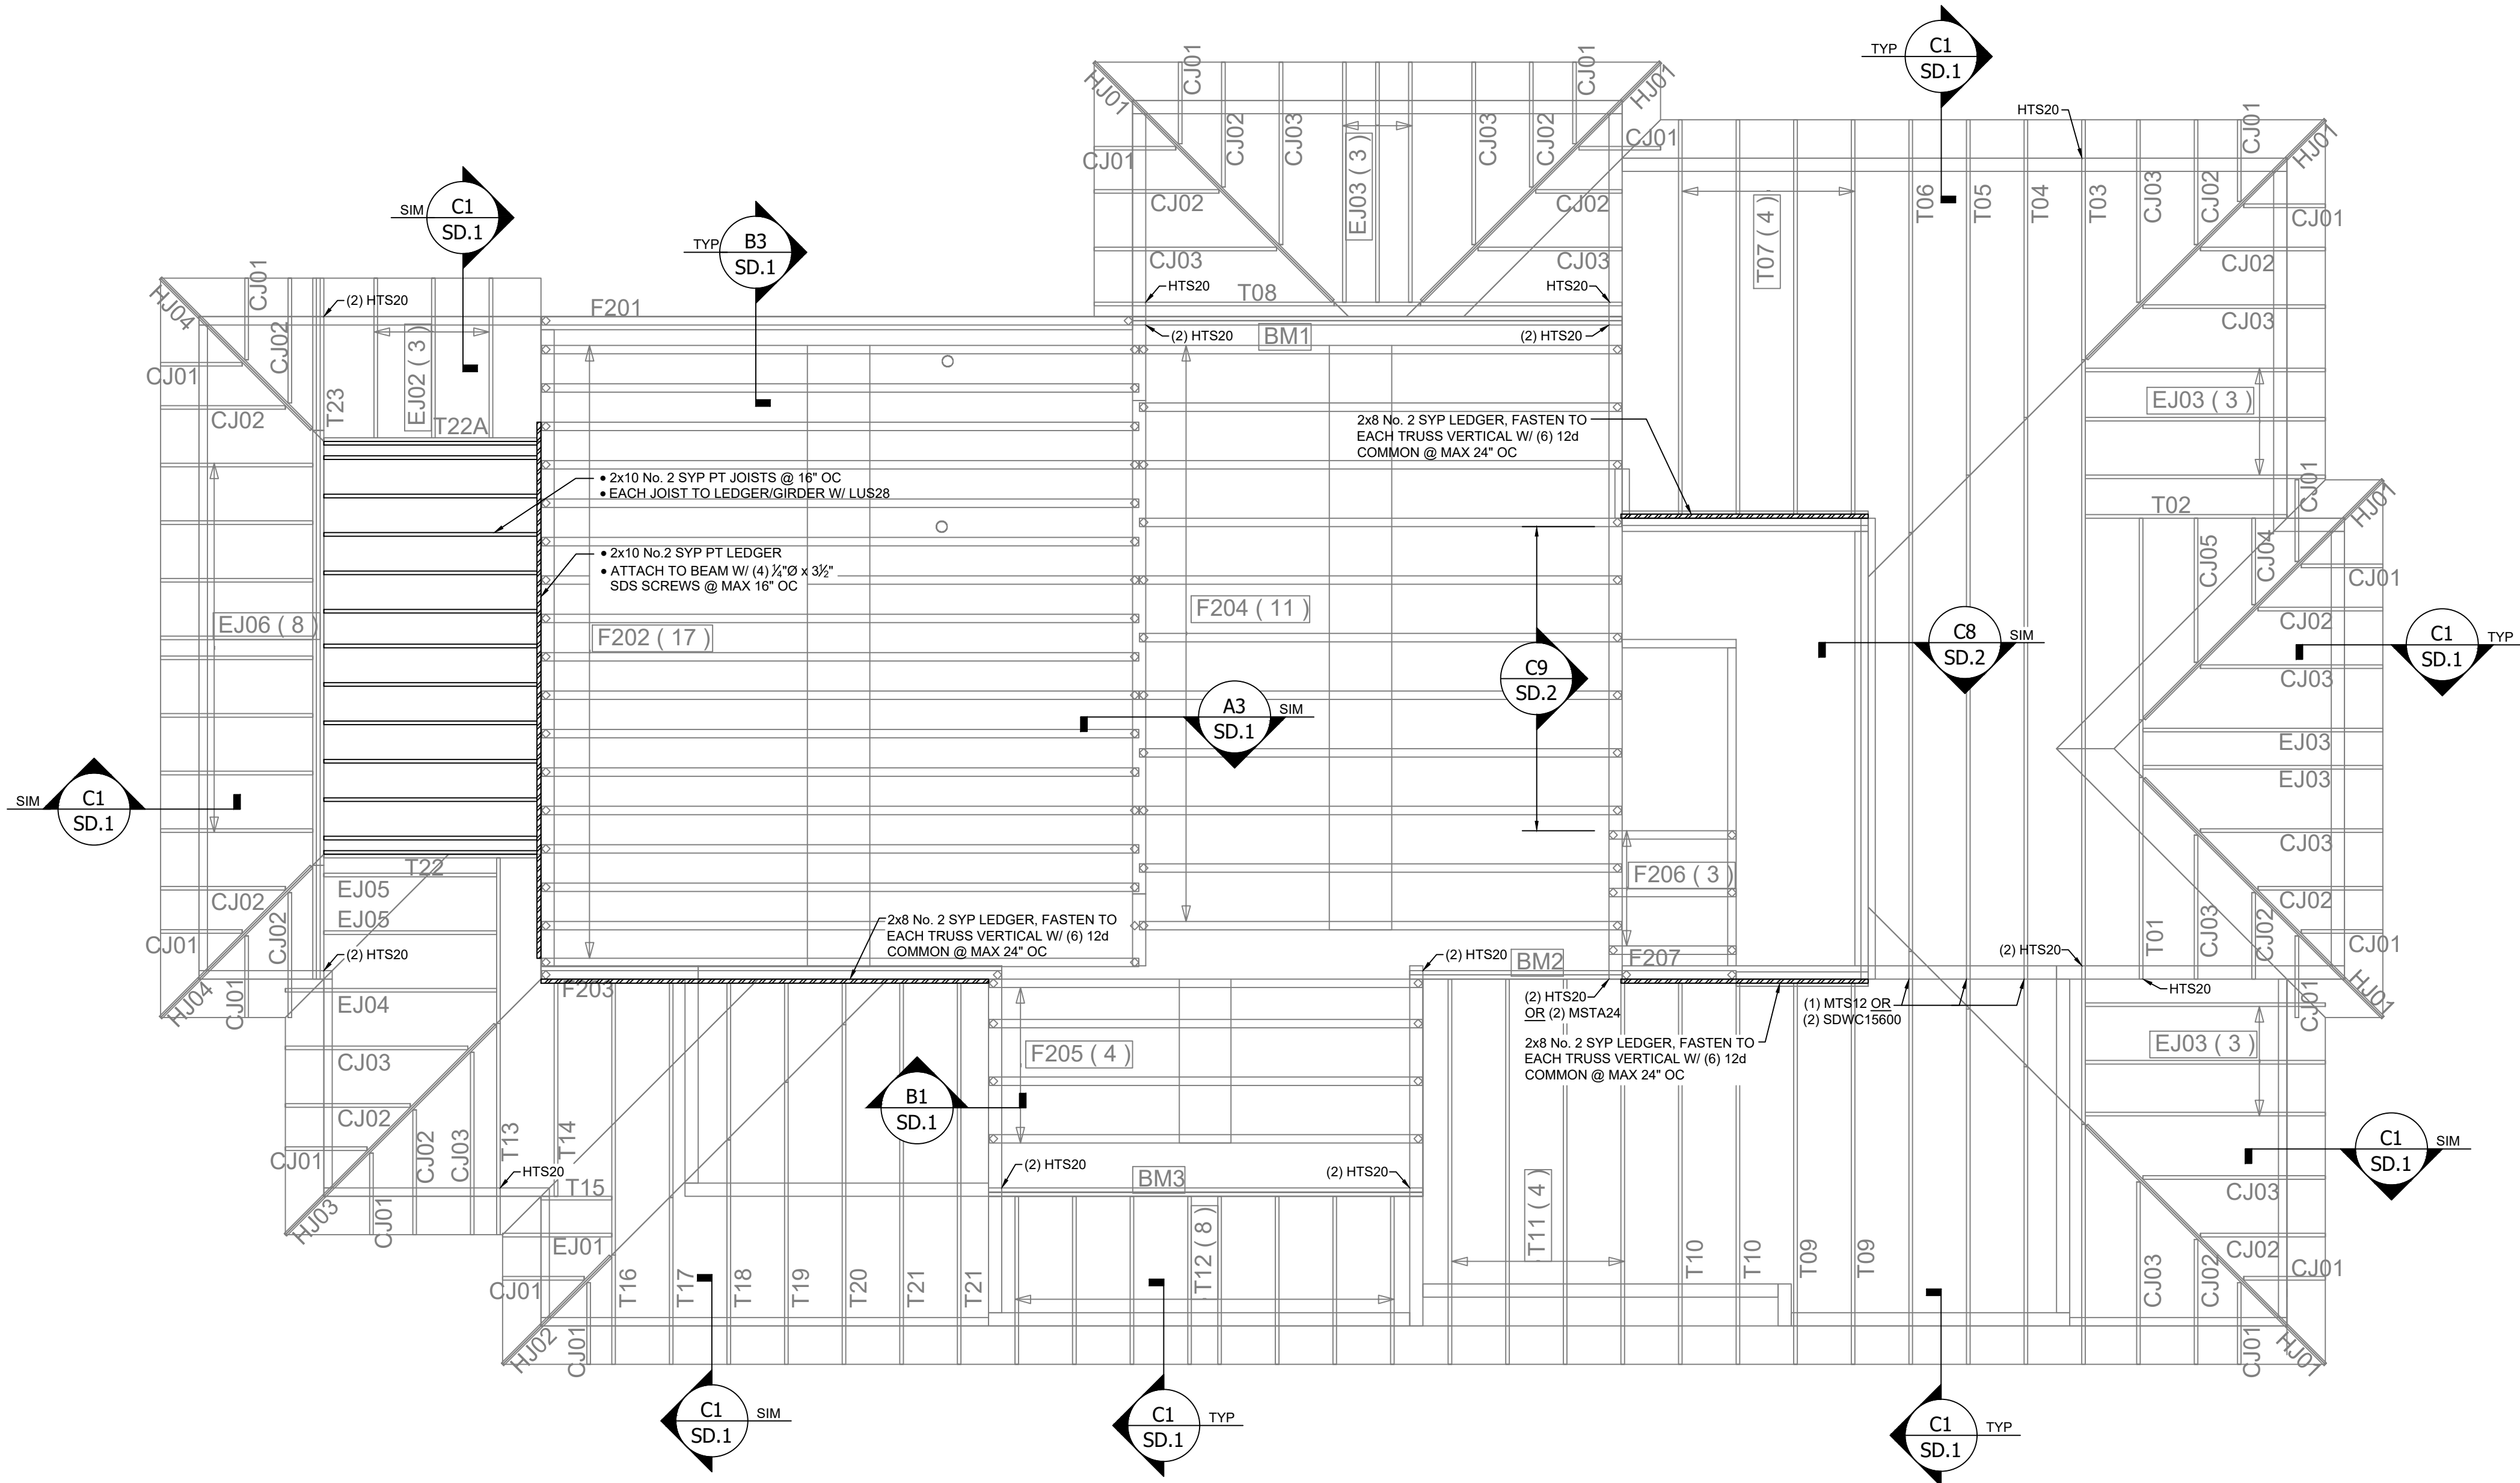 C1
TYP
SD.1
CJ01
CJ01
HJ01
HJ01
HTS20
CJ01
CJ02
CJ03
EJ03 ( 3 )
CJ03
CJ02
CJ01
CJ01
HJ01
C1
SIM
SD.1
B3
TYP
SD.1
CJ02
CJ02
T07 ( 4 )
T06
T05
T04
T03
CJ03
CJ02
CJ01
CJ03
CJ03
CJ02
HTS20
T08
HTS20
CJ03
CJ01
HJ04
(2) HTS20
F201
CJ02
EJ02 ( 3 )
(2) HTS20
BM1
(2) HTS20
CJ01
CJ02
T23
T22A
2x8 No. 2 SYP LEDGER, FASTEN TO
EACH TRUSS VERTICAL W/ (6) 12d
COMMON @ MAX 24" OC
EJ03 ( 3 )
• 2x10 No. 2 SYP PT JOISTS @ 16" OC
• EACH JOIST TO LEDGER/GIRDER W/ LUS28
CJ01
HJ01
T02
• 2x10 No.2 SYP PT LEDGER
• ATTACH TO BEAM W/ (4) ¼"Ø x 3½"
SDS SCREWS @ MAX 16" OC
CJ05
CJ04
CJ01
EJ06 ( 8 )
F202 ( 17 )
F204 ( 11 )
CJ02
C8
SIM
SD.2
C1
TYP
SD.1
C9
SD.2
CJ03
A3
SIM
SD.1
EJ03
EJ03
C1
SIM
SD.1
CJ03
T22
EJ05
F206 ( 3 )
CJ02
CJ02
EJ05
2x8 No. 2 SYP LEDGER, FASTEN TO
EACH TRUSS VERTICAL W/ (6) 12d
COMMON @ MAX 24" OC
CJ01
CJ02
(2) HTS20
(2) HTS20
BM2
F207
(2) HTS20
T01
CJ03
CJ02
CJ01
HJ04
CJ01
EJ04
F203
(2) HTS20
OR (2) MSTA24
(1) MTS12 OR
(2) SDWC15600
HTS20
CJ01
HJ01
2x8 No. 2 SYP LEDGER, FASTEN TO
EACH TRUSS VERTICAL W/ (6) 12d
COMMON @ MAX 24" OC
CJ03
F205 ( 4 )
EJ03 ( 3 )
B1
SD.1
CJ02
CJ02
CJ03
T13
T14
C1
SIM
SD.1
CJ01
HTS20
(2) HTS20
(2) HTS20
T15
BM3
CJ03
HJ03
CJ01
EJ01
T12 ( 8 )
T11 ( 4 )
CJ02
CJ01
T16
T17
T18
T19
T20
T21
T21
T10
T10
T09
T09
CJ03
CJ02
CJ01
HJ02
CJ01
CJ01
HJ01
C1
SIM
SD.1
C1
TYP
SD.1
C1
TYP
SD.1